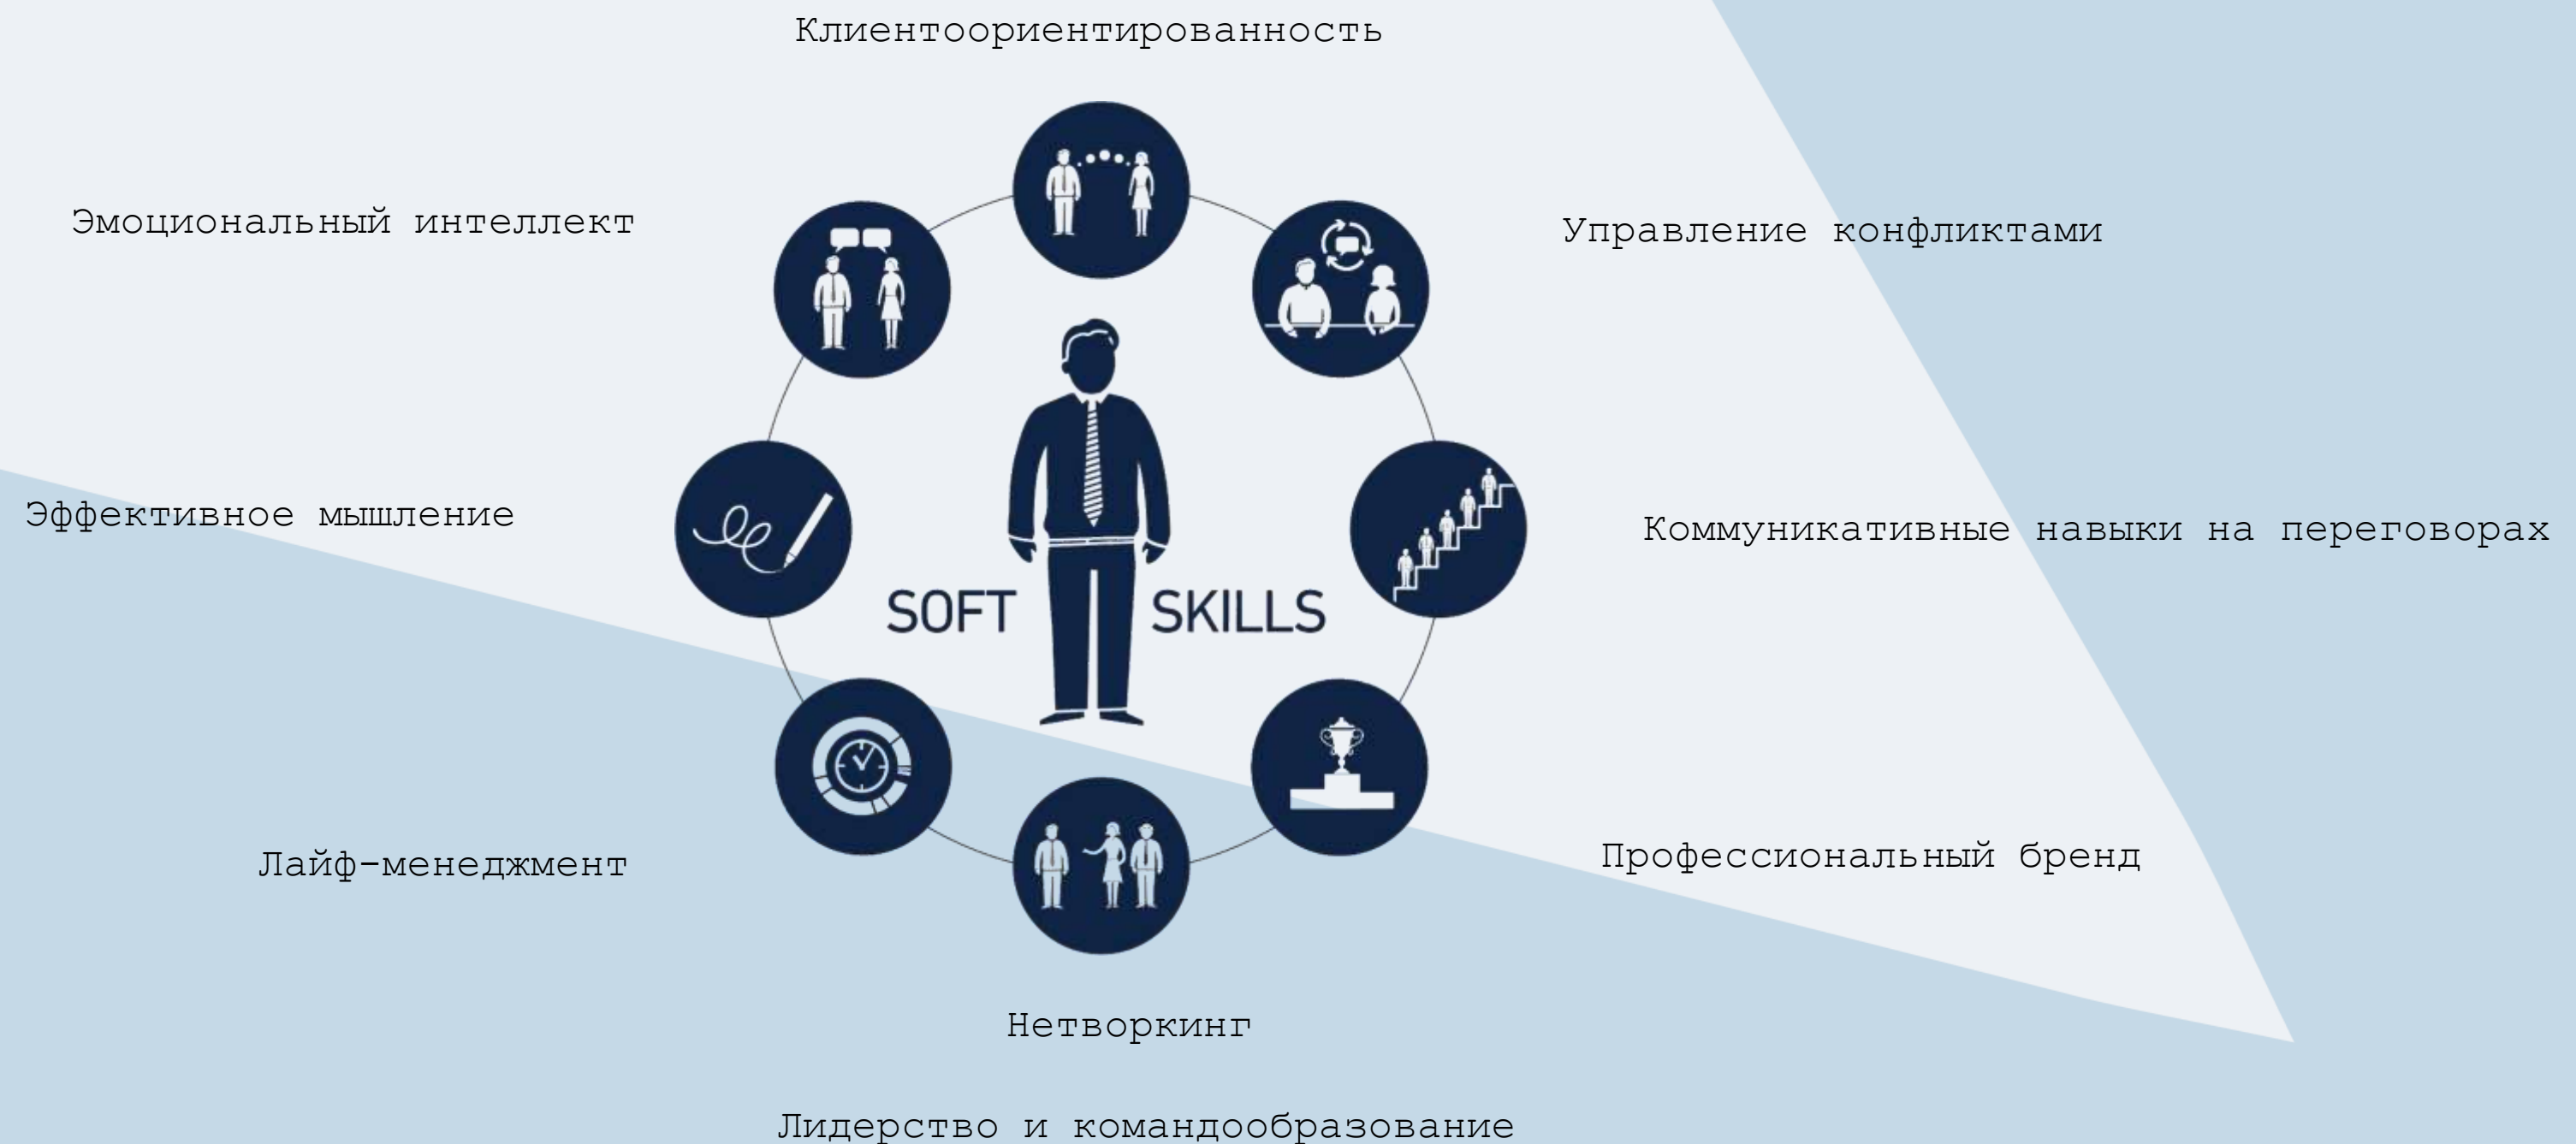 Клиентоориентированность
Эмоциональный интеллект
Управление конфликтами
Эффективное мышление
Коммуникативные навыки на переговорах
SOFT SKILLS
Лайф-менеджмент
Профессиональный бренд
Нетворкинг
Лидерство и командообразование